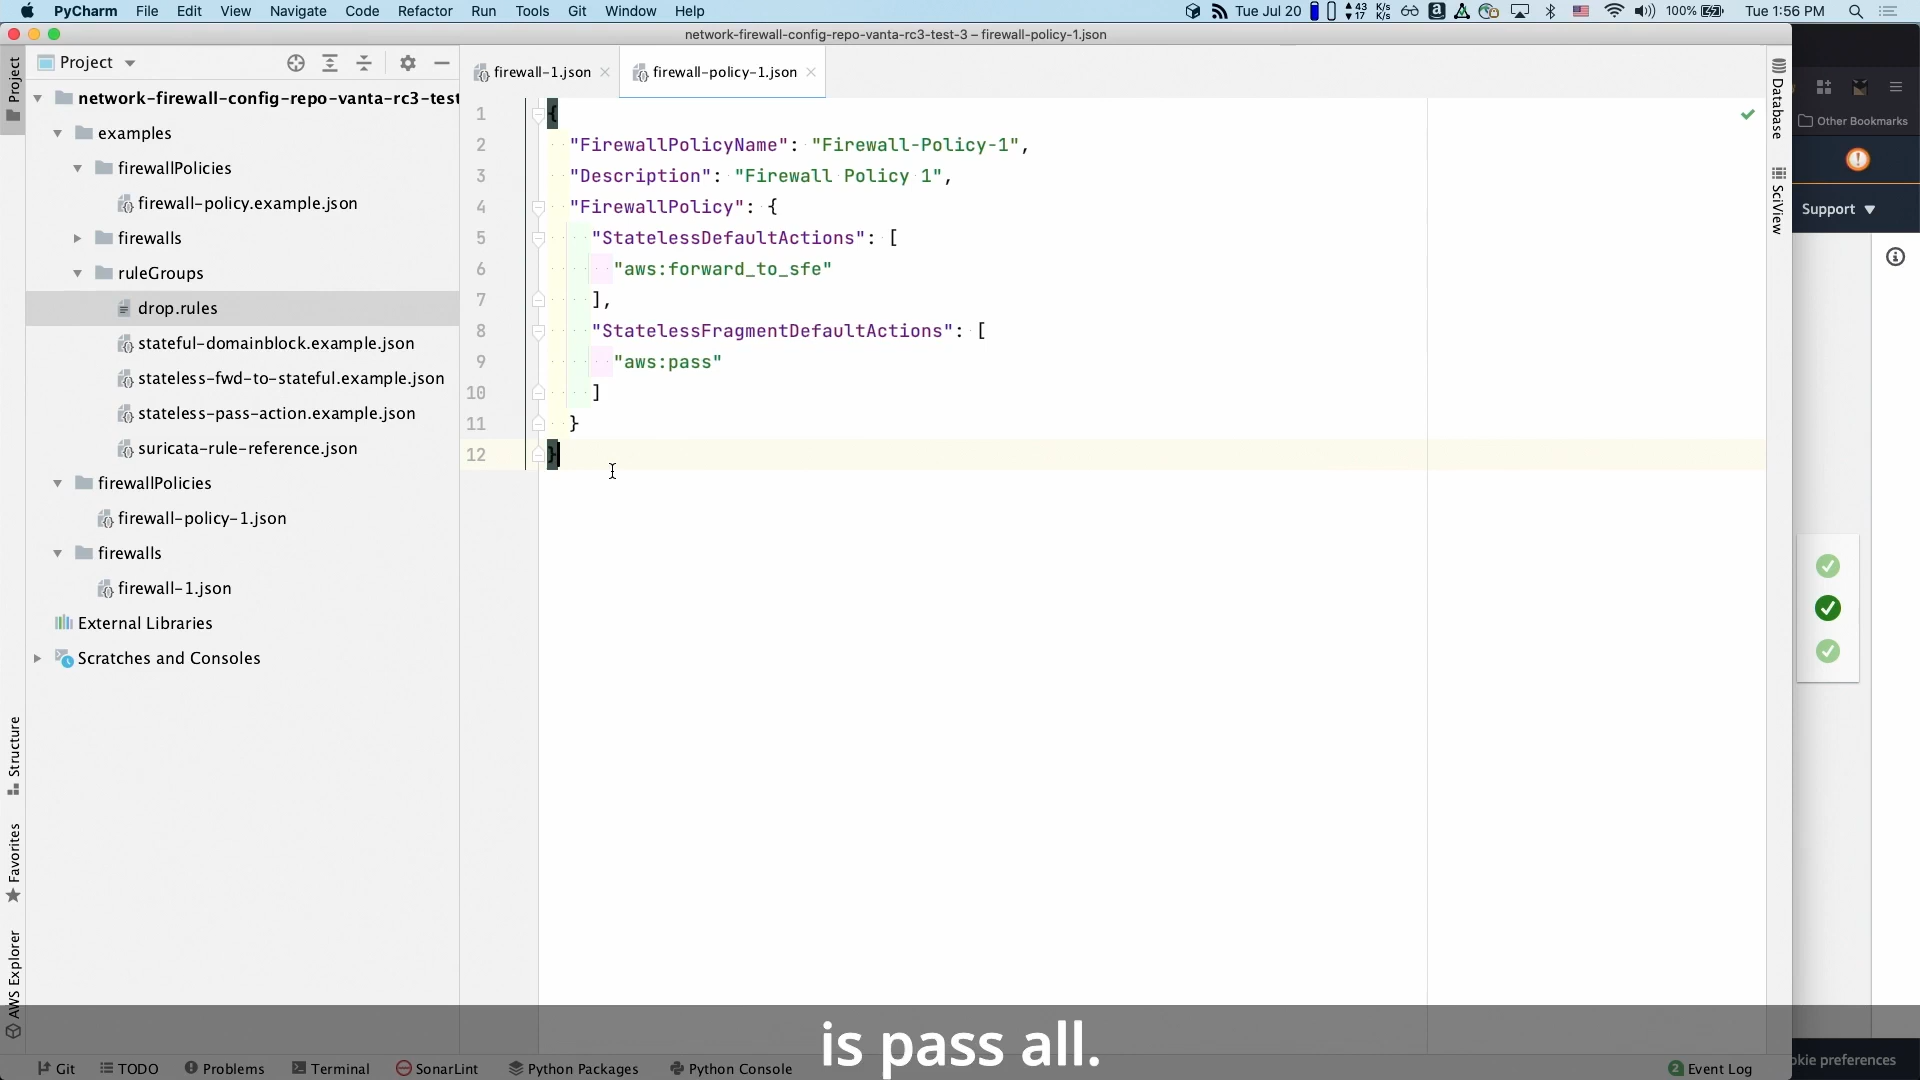 PyCharm File Edit View Navigate Code Refactor Run Tools Git Window Help
Tue Jul 20 43 17 K/s K/s a 100% Tue 1:56 PM
network-firewall-config-repo-vanta-rc3-test-3 – firewall-policy-1.json
Project
Project
network-firewall-config-repo-vanta-rc3-test
examples
firewallPolicies
firewall-policy.example.json
firewalls
ruleGroups
drop.rules
stateful-domainblock.example.json
stateless-fwd-to-stateful.example.json
stateless-pass-action.example.json
suricata-rule-reference.json
firewallPolicies
firewall-policy-1.json
firewalls
firewall-1.json
External Libraries
Scratches and Consoles
Structure
Favorites
AWS Explorer
firewall-1.json
firewall-policy-1.json
1 {
2 "FirewallPolicyName": "Firewall-Policy-1",
3 "Description": "Firewall Policy 1",
4 "FirewallPolicy": {
5 "StatelessDefaultActions": [
6 "aws:forward_to_sfe"
7 ],
8 "StatelessFragmentDefaultActions": [
9 "aws:pass"
10 ]
11 }
12 }
Database
SciView
Other Bookmarks
Support
is pass all.
Git TODO Problems Terminal SonarLint Python Packages Python Console
2 Event Log
okie preferences